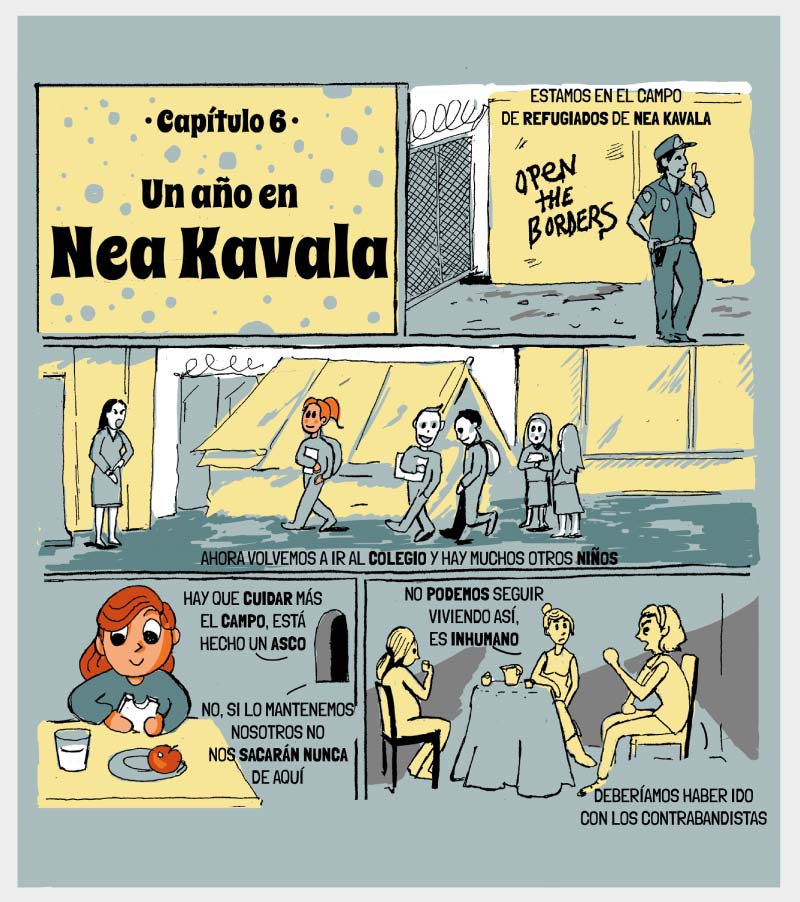 · Capítulo 6 ·
Un año en
Nea Kavala
ESTAMOS EN EL CAMPO
DE REFUGIADOS DE NEA KAVALA
OPEN
THE
BORDERS
AHORA VOLVEMOS A IR AL COLEGIO Y HAY MUCHOS OTROS NIÑOS
HAY QUE CUIDAR MÁS
EL CAMPO, ESTÁ
HECHO UN ASCO
NO, SI LO MANTENEMOS
NOSOTROS NO
NOS SACARÁN NUNCA
DE AQUÍ
NO PODEMOS SEGUIR
VIVIENDO ASÍ,
ES INHUMANO
DEBERÍAMOS HABER IDO
CON LOS CONTRABANDISTAS